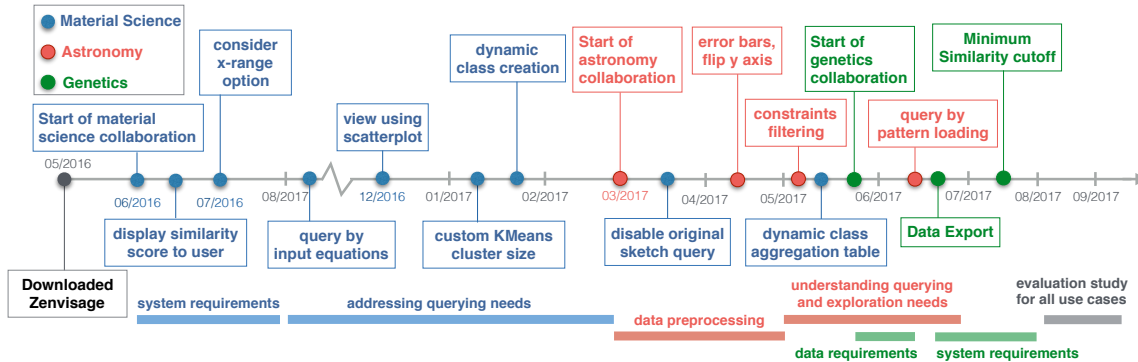 Material Science
Astronomy
Genetics
consider
x-range
option
dynamic
class creation
Start of
astronomy
collaboration
error bars,
flip y axis
Start of
genetics
collaboration
Minimum
Similarity cutoff
Start of material
science collaboration
view using
scatterplot
constraints
filtering
query by
pattern loading
05/2016
06/2016
07/2016
08/2017
12/2016
01/2017
02/2017
03/2017
04/2017
05/2017
06/2017
07/2017
08/2017
09/2017
display similarity
score to user
query by
input equations
custom KMeans
cluster size
disable original
sketch query
dynamic class
aggregation table
Data Export
Downloaded
Zenvisage
system requirements
addressing querying needs
data preprocessing
understanding querying
and exploration needs
data requirements
system requirements
evaluation study
for all use cases